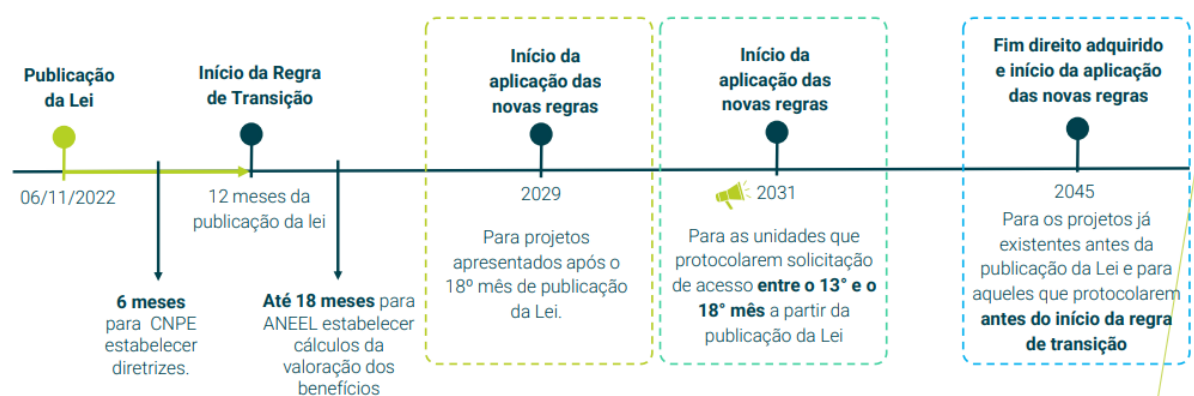 Publicação
da Lei
06/11/2022
6 meses
para CNPE
estabelecer
diretrizes.
Início da Regra
de Transição
12 meses da
publicação da lei
Até 18 meses para
ANEEL estabelecer
cálculos da
valoração dos
benefícios
Início da
aplicação das
novas regras
2029
Para projetos
apresentados após o
18º mês de publicação
da Lei.
Início da
aplicação das
novas regras
2031
Para as unidades que
protocolarem solicitação
de acesso entre o 13° e o
18° mês a partir da
publicação da Lei
Fim direito adquirido
e início da aplicação
das novas regras
2045
Para os projetos já
existentes antes da
publicação da Lei e para
aqueles que protocolarem
antes do início da regra
de transição